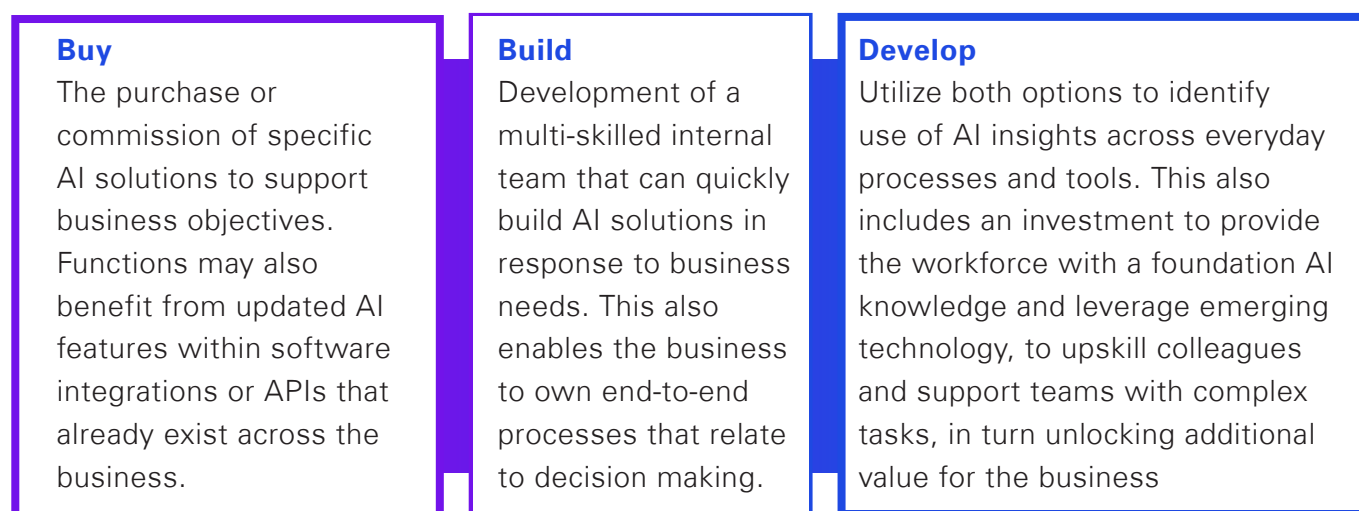 Buy
The purchase or
commission of specific
AI solutions to support
business objectives.
Functions may also
benefit from updated AI
features within software
integrations or APIs that
already exist across the
business.
Build
Development of a
multi-skilled internal
team that can quickly
build AI solutions in
response to business
needs. This also
enables the business
to own end-to-end
processes that relate
to decision making.
Develop
Utilize both options to identify
use of AI insights across everyday
processes and tools. This also
includes an investment to provide
the workforce with a foundation AI
knowledge and leverage emerging
technology, to upskill colleagues
and support teams with complex
tasks, in turn unlocking additional
value for the business